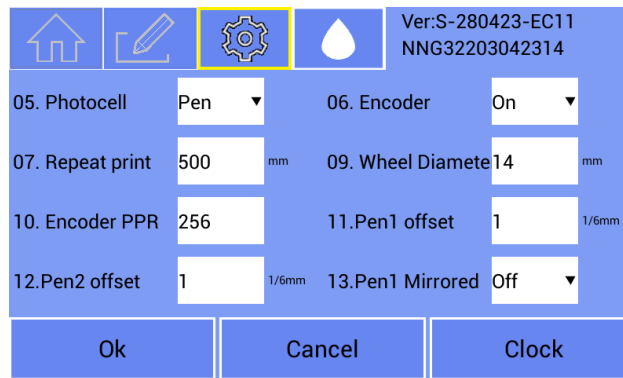 Ver:S-280423-EC11
NNG32203042314
05. Photocell Pen ▼ 06. Encoder On ▼
07. Repeat print 500 mm 09. Wheel Diamete 14 mm
10. Encoder PPR 256 11.Pen1 offset 1 1/6mm
12.Pen2 offset 1 1/6mm 13.Pen1 Mirrored Off ▼
Ok Cancel Clock